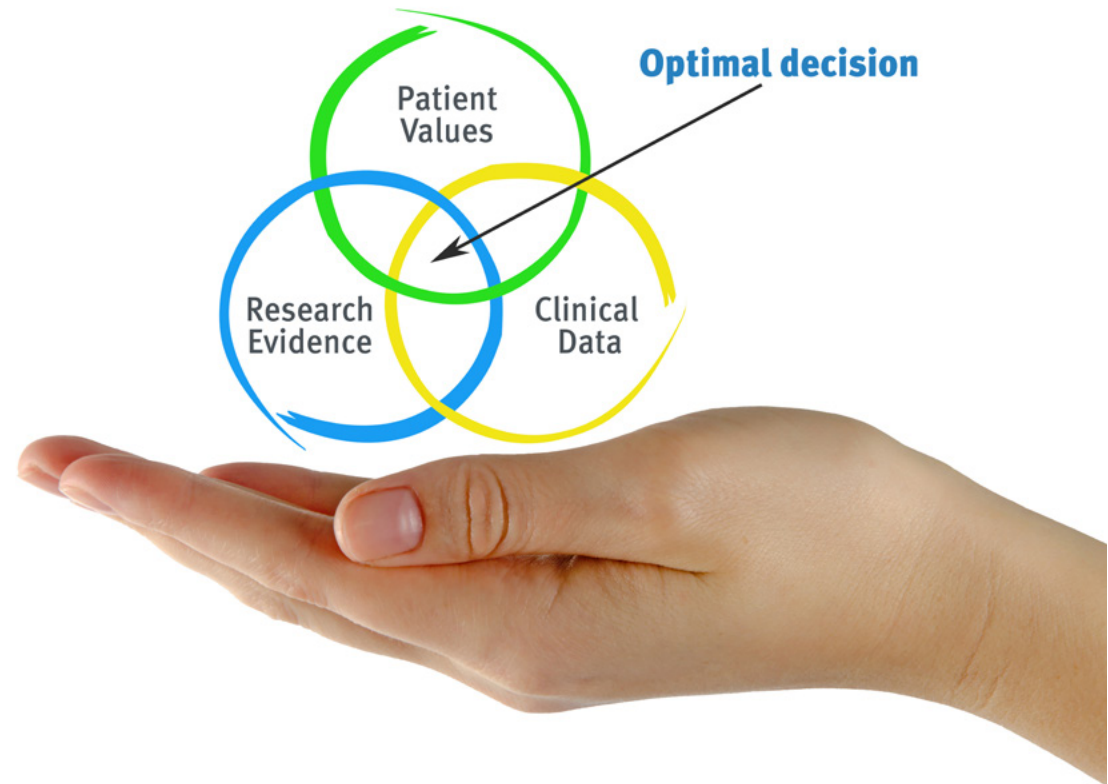 Optimal decision
Patient
Values
Research
Evidence
Clinical
Data